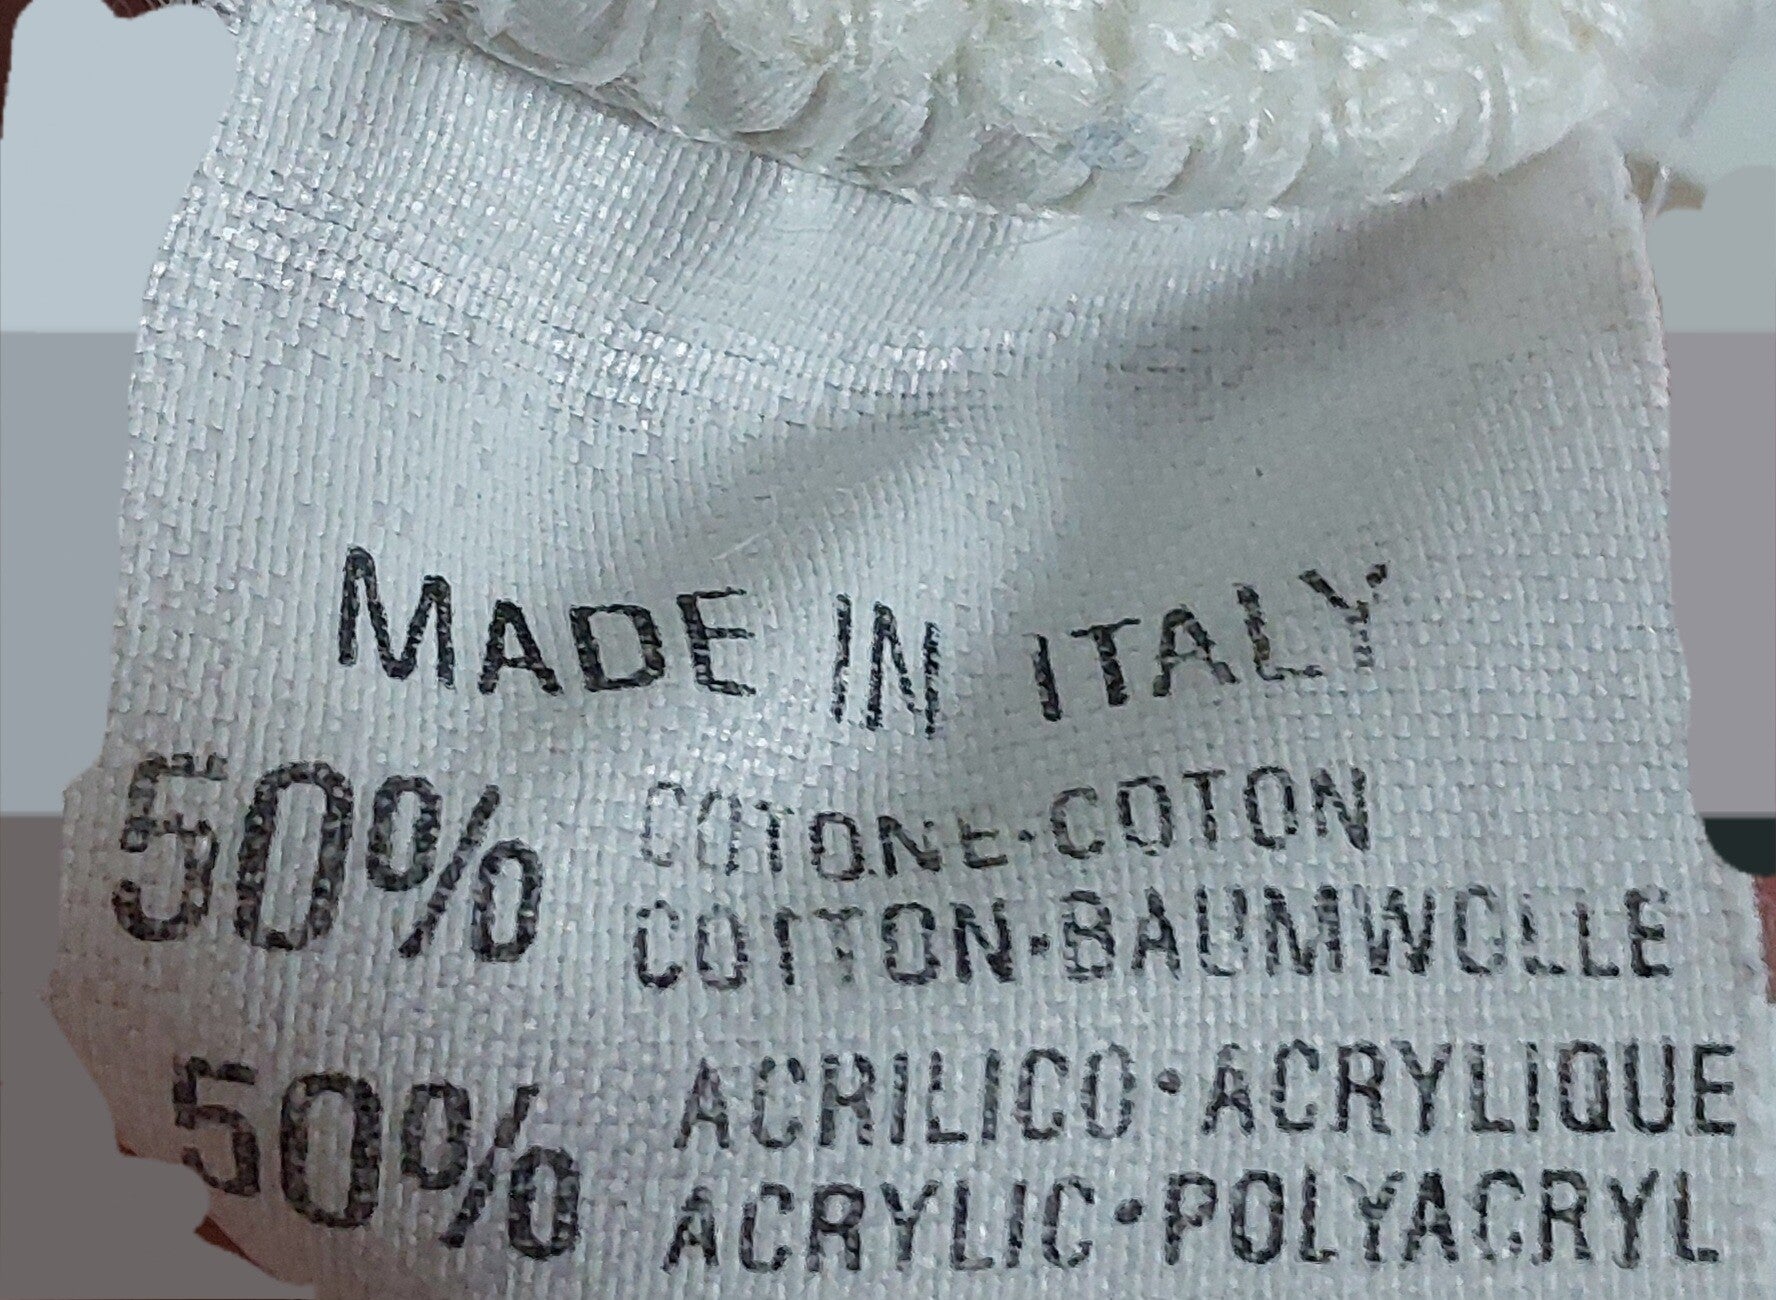 MADE IN ITALY
50% COTONE·COTON
COTTON·BAUMWOLLE
50% ACRILICO·ACRYLIQUE
ACRYLIC·POLYACRYL